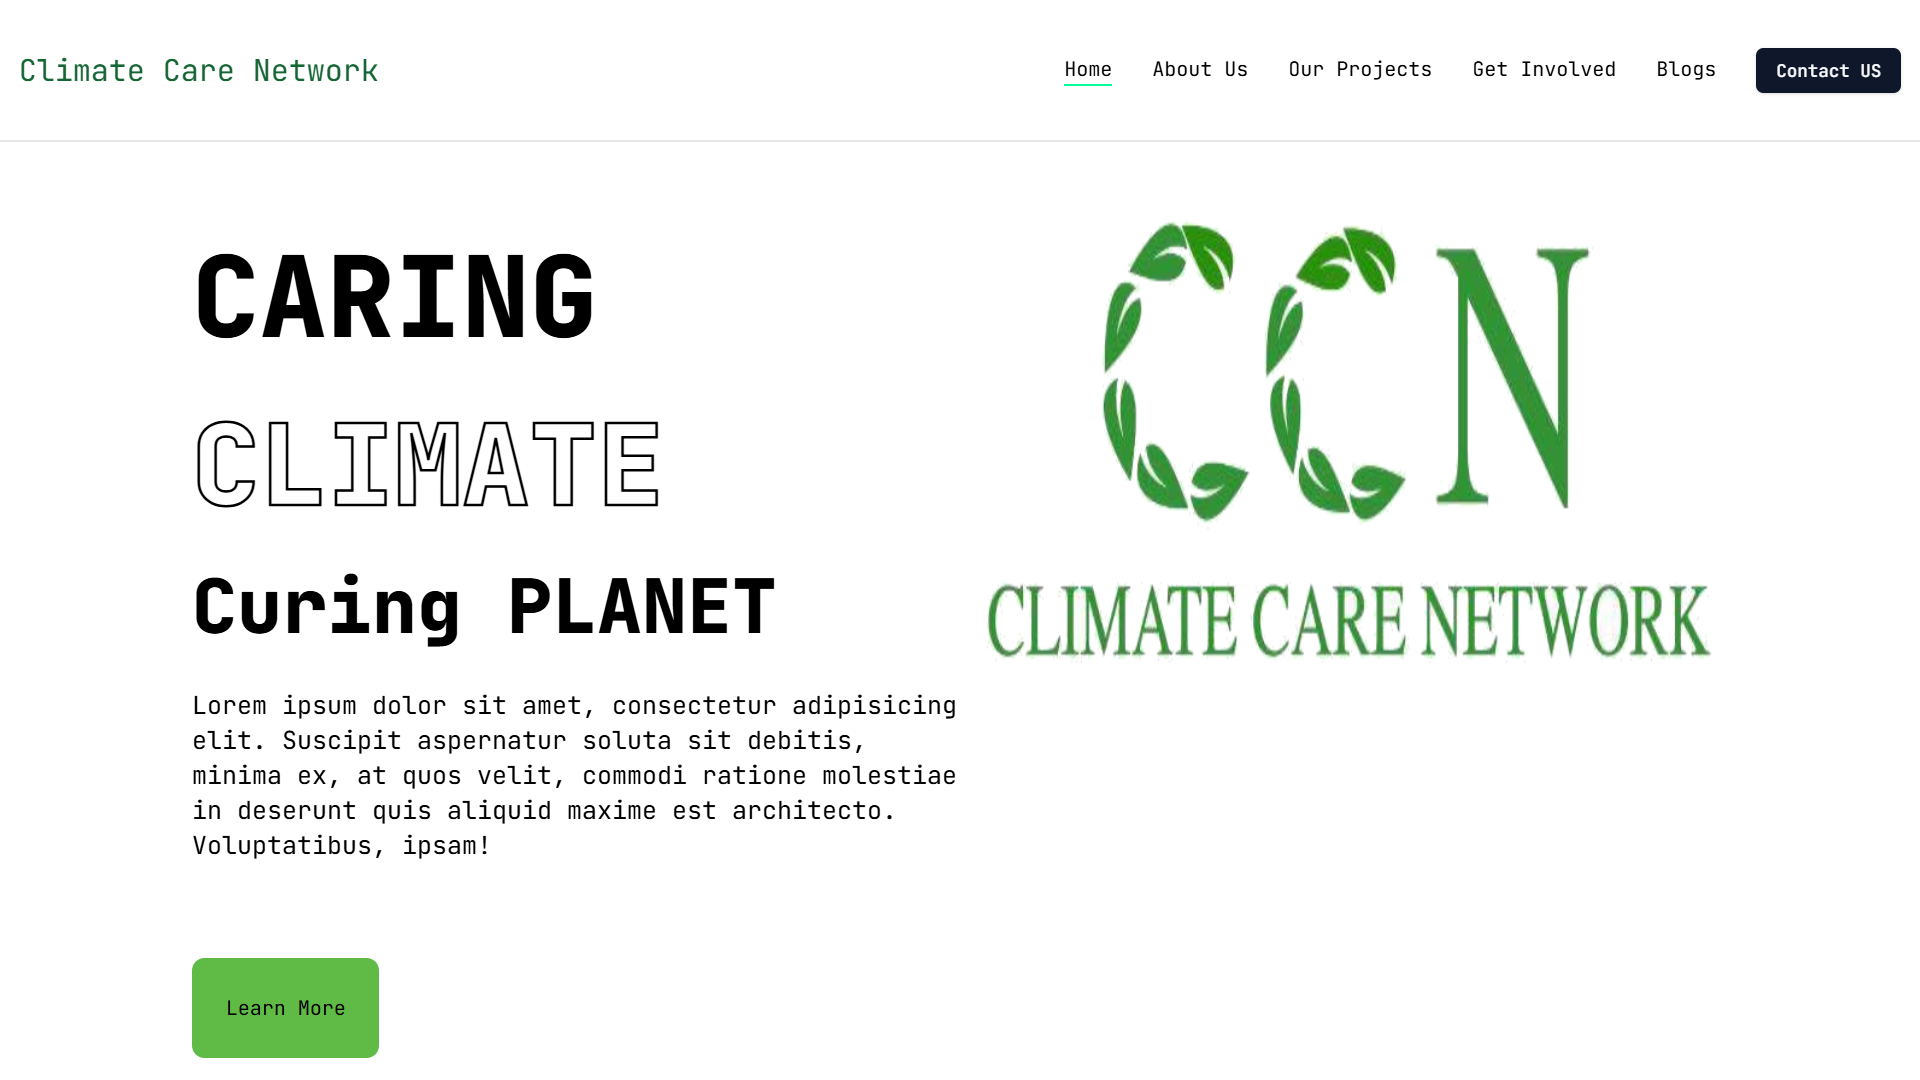 Climate Care Network
Home
About Us
Our Projects
Get Involved
Blogs
Contact US
CARING
CLIMATE
Curing PLANET
Lorem ipsum dolor sit amet, consectetur adipisicing
elit. Suscipit aspernatur soluta sit debitis,
minima ex, at quos velit, commodi ratione molestiae
in deserunt quis aliquid maxime est architecto.
Voluptatibus, ipsam!
Learn More
CCN
CLIMATE CARE NETWORK